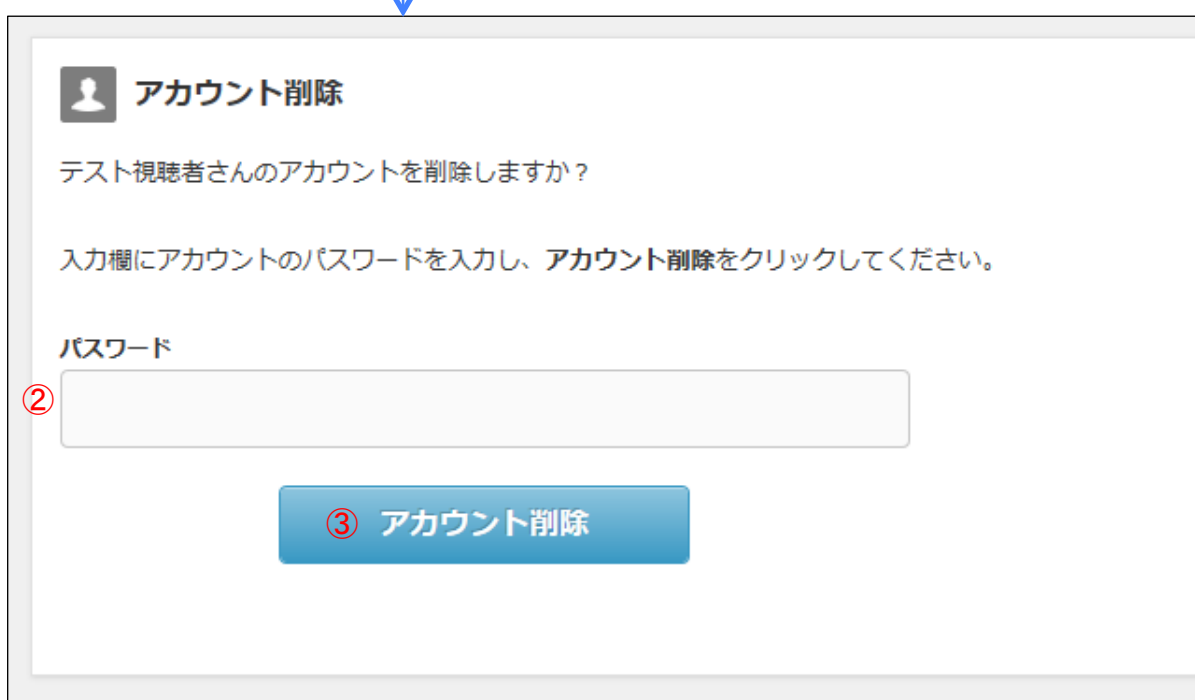 アカウント削除
テスト視聴者さんのアカウントを削除しますか？
入力欄にアカウントのパスワードを入力し、アカウント削除をクリックしてください。
パスワード
②
③ アカウント削除